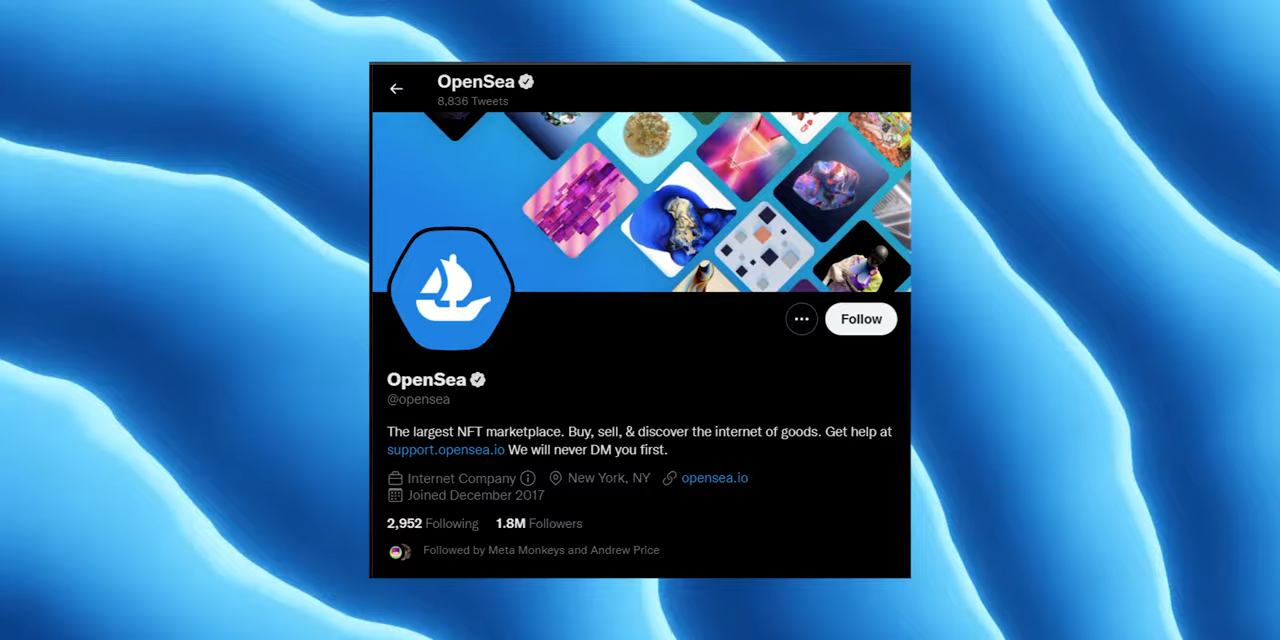 OpenSea
8,836 Tweets
Follow
OpenSea
@opensea
The largest NFT marketplace. Buy, sell, & discover the internet of goods. Get help at
support.opensea.io We will never DM you first.
Internet Company New York, NY opensea.io
Joined December 2017
2,952 Following 1.8M Followers
Followed by Meta Monkeys and Andrew Price